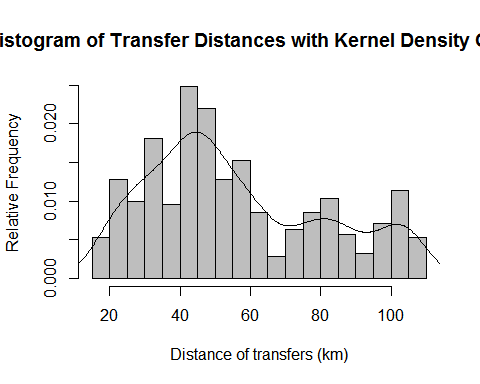 istogram of Transfer Distances with Kernel Density
Relative Frequency
0.020
0.010
0.000
20 40 60 80 100
Distance of transfers (km)